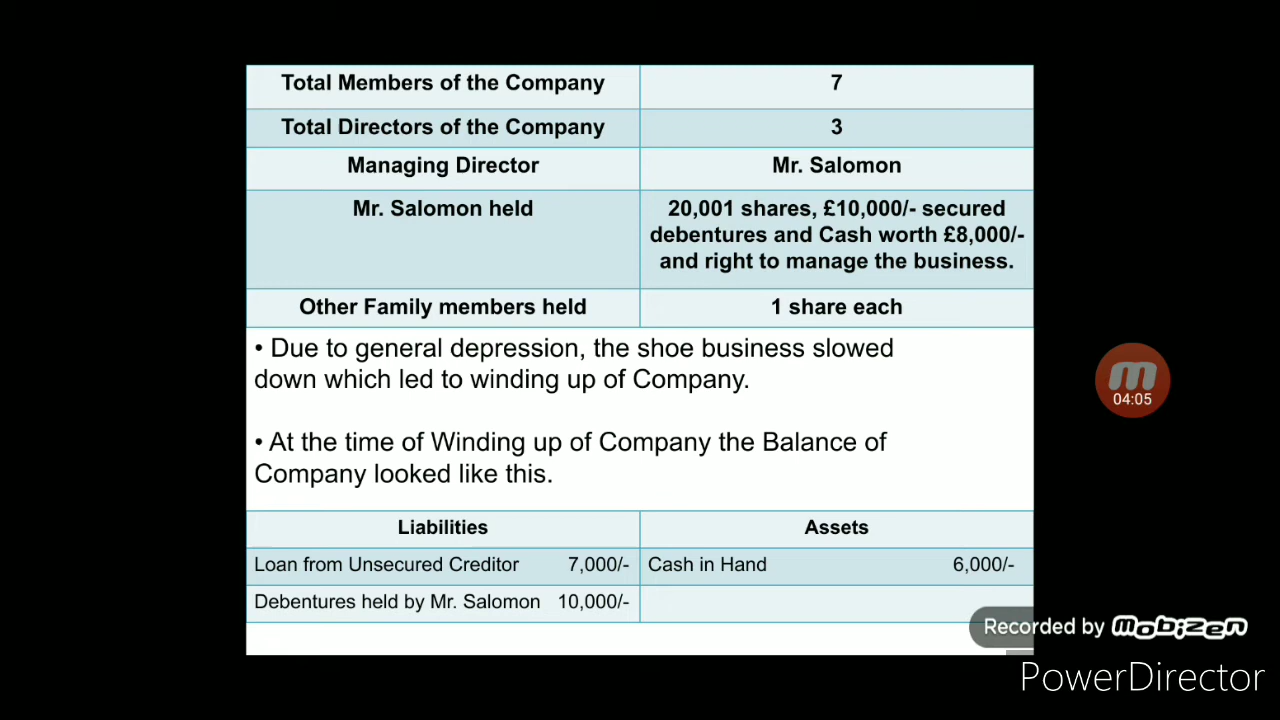 Total Members of the Company 7
Total Directors of the Company 3
Managing Director Mr. Salomon
Mr. Salomon held 20,001 shares, £10,000/- secured
debentures and Cash worth £8,000/-
and right to manage the business.
Other Family members held 1 share each
• Due to general depression, the shoe business slowed
down which led to winding up of Company.
• At the time of Winding up of Company the Balance of
Company looked like this.
Liabilities Assets
Loan from Unsecured Creditor 7,000/- Cash in Hand 6,000/-
Debentures held by Mr. Salomon 10,000/-
04:05
Recorded by mobizen
PowerDirector